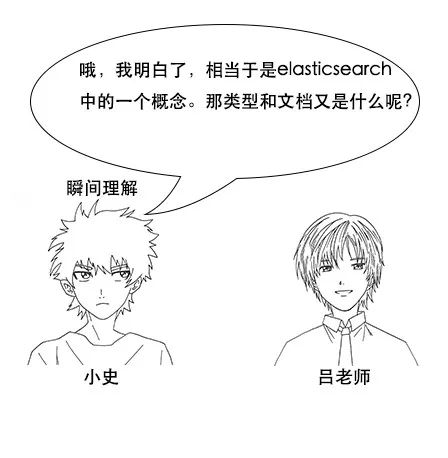 哦，我明白了，相当于是elasticsearch
中的一个概念。那类型和文档又是什么呢？
瞬间理解
小史
吕老师